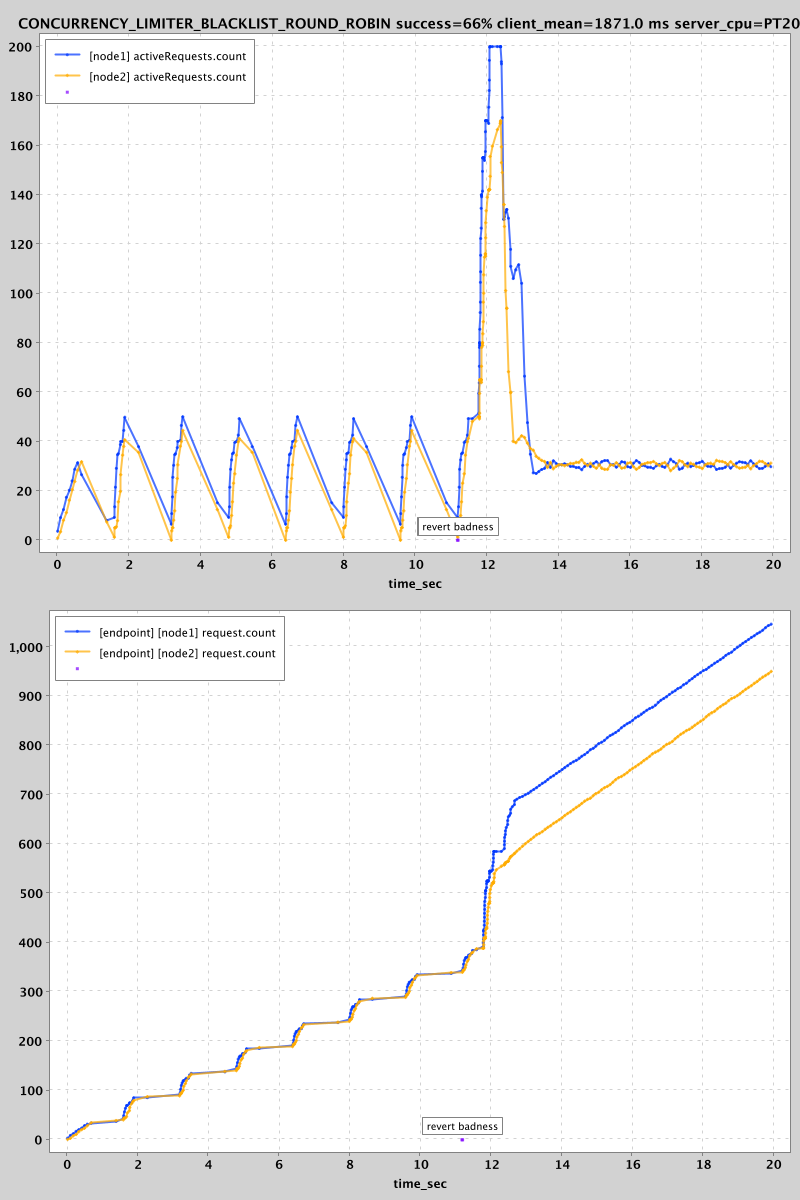 CONCURRENCY_LIMITER_BLACKLIST_ROUND_ROBIN success=66% client_mean=1871.0 ms server_cpu=PT20
[node1] activeRequests.count
[node2] activeRequests.count
200
180
160
140
120
100
80
60
40
20
0
revert badness
0 2 4 6 8 10 12 14 16 18 20
time_sec
[endpoint] [node1] request.count
[endpoint] [node2] request.count
1,000
900
800
700
600
500
400
300
200
100
0
revert badness
0 2 4 6 8 10 12 14 16 18 20
time_sec